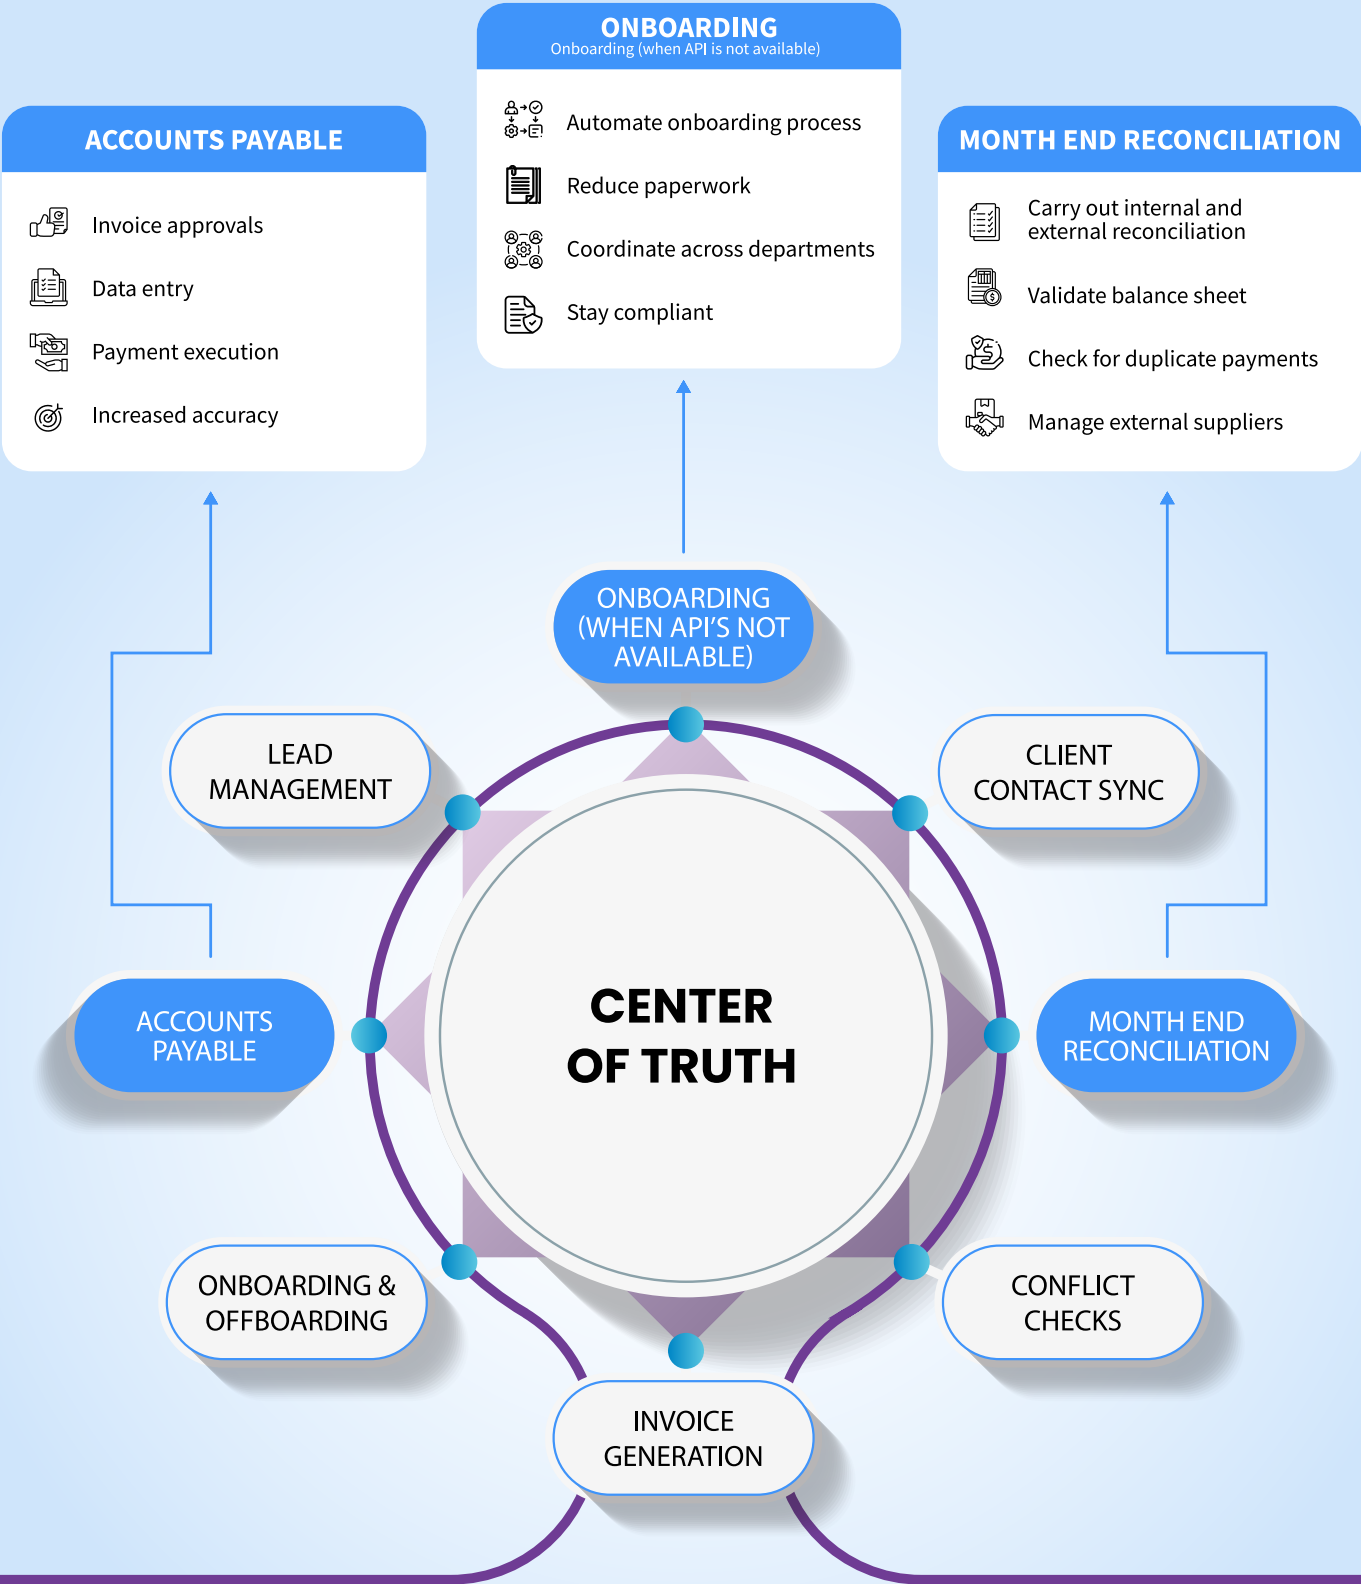 ONBOARDING
Onboarding (when API is not available)
Automate onboarding process
Reduce paperwork
Coordinate across departments
Stay compliant
ACCOUNTS PAYABLE
Invoice approvals
Data entry
Payment execution
Increased accuracy
MONTH END RECONCILIATION
Carry out internal and
external reconciliation
Validate balance sheet
Check for duplicate payments
Manage external suppliers
ONBOARDING
(WHEN API'S NOT
AVAILABLE)
LEAD
MANAGEMENT
CLIENT
CONTACT SYNC
ACCOUNTS
PAYABLE
CENTER
OF TRUTH
MONTH END
RECONCILIATION
ONBOARDING &
OFFBOARDING
CONFLICT
CHECKS
INVOICE
GENERATION